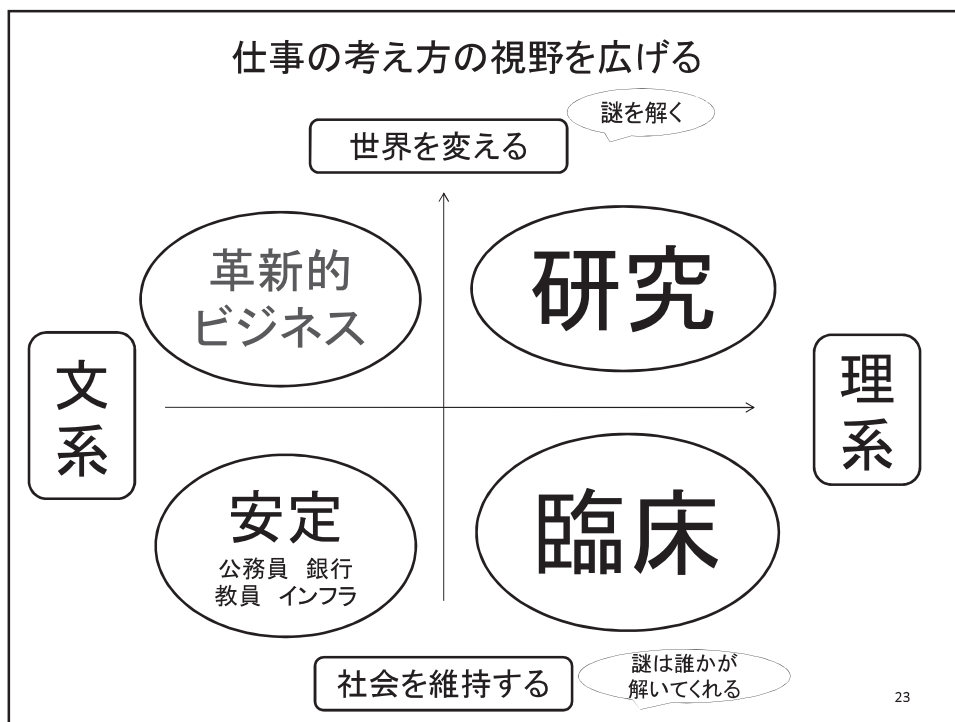 仕事の考え方の視野を広げる
謎を解く
世界を変える
革新的
ビジネス
研究
文系
理系
安定
公務員　銀行
教員　インフラ
臨床
社会を維持する
謎は誰かが
解いてくれる
23